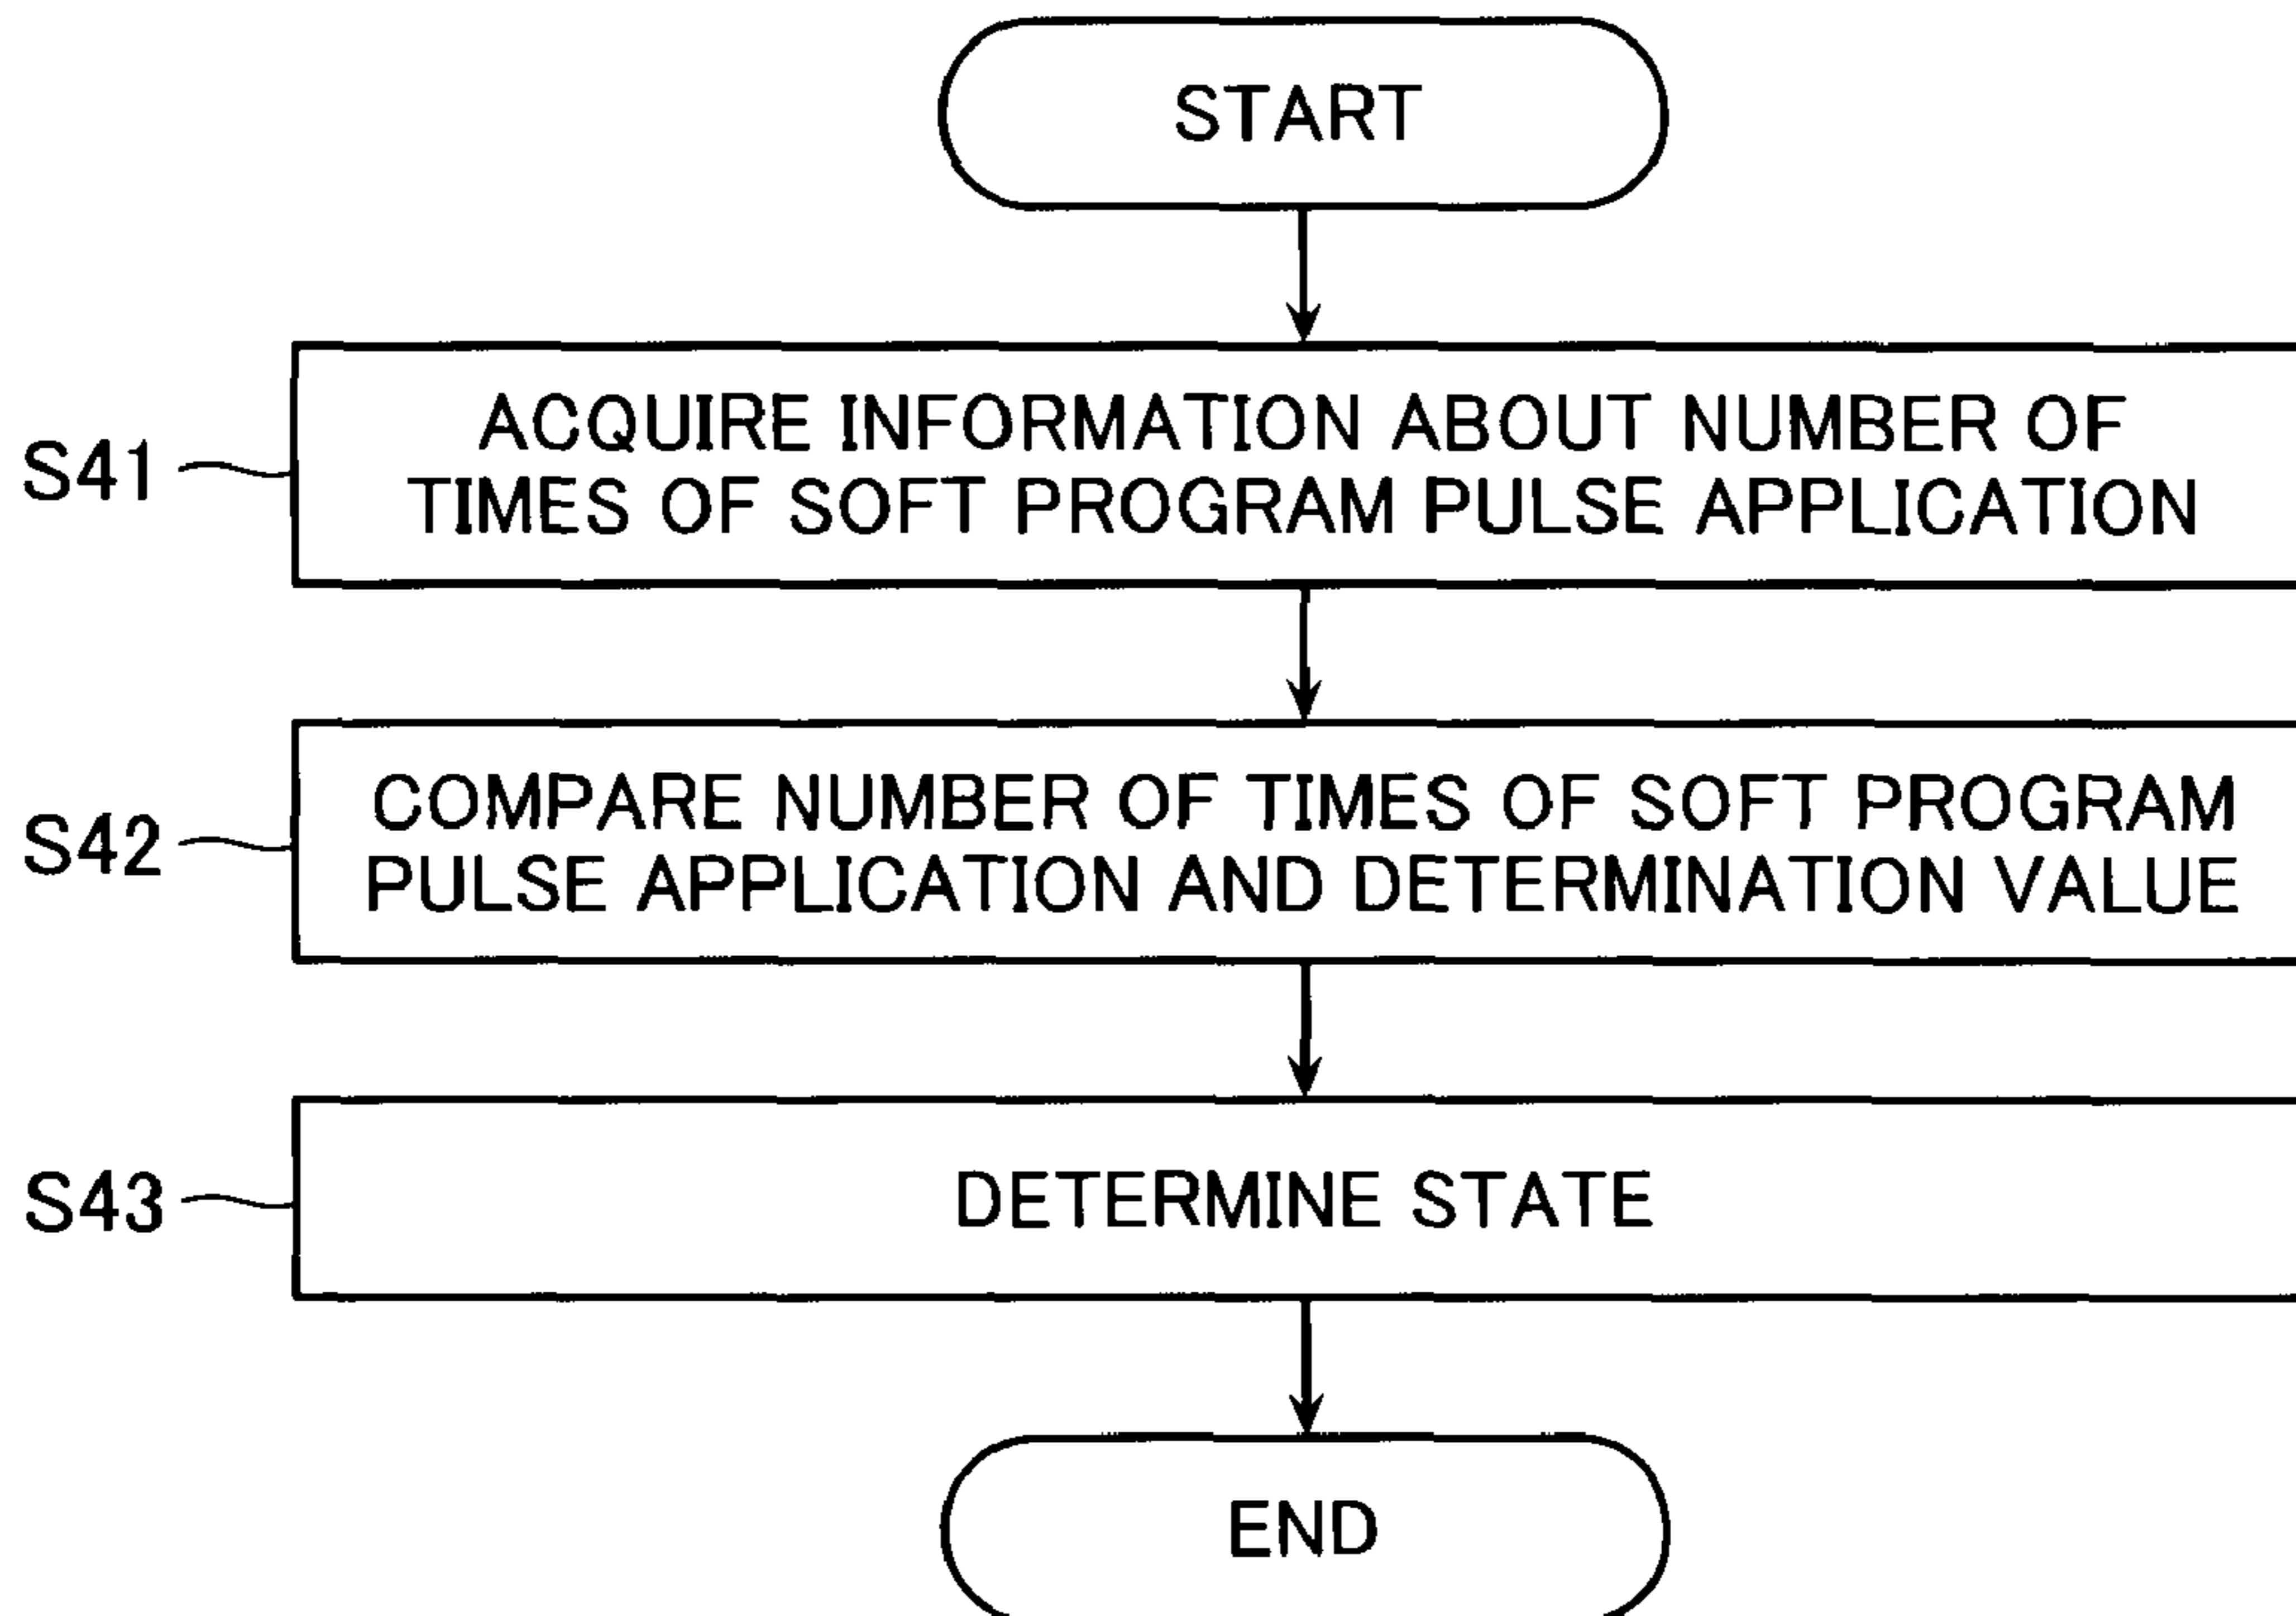 START
S41
ACQUIRE INFORMATION ABOUT NUMBER OF
TIMES OF SOFT PROGRAM PULSE APPLICATION
S42
COMPARE NUMBER OF TIMES OF SOFT PROGRAM
PULSE APPLICATION AND DETERMINATION VALUE
S43
DETERMINE STATE
END